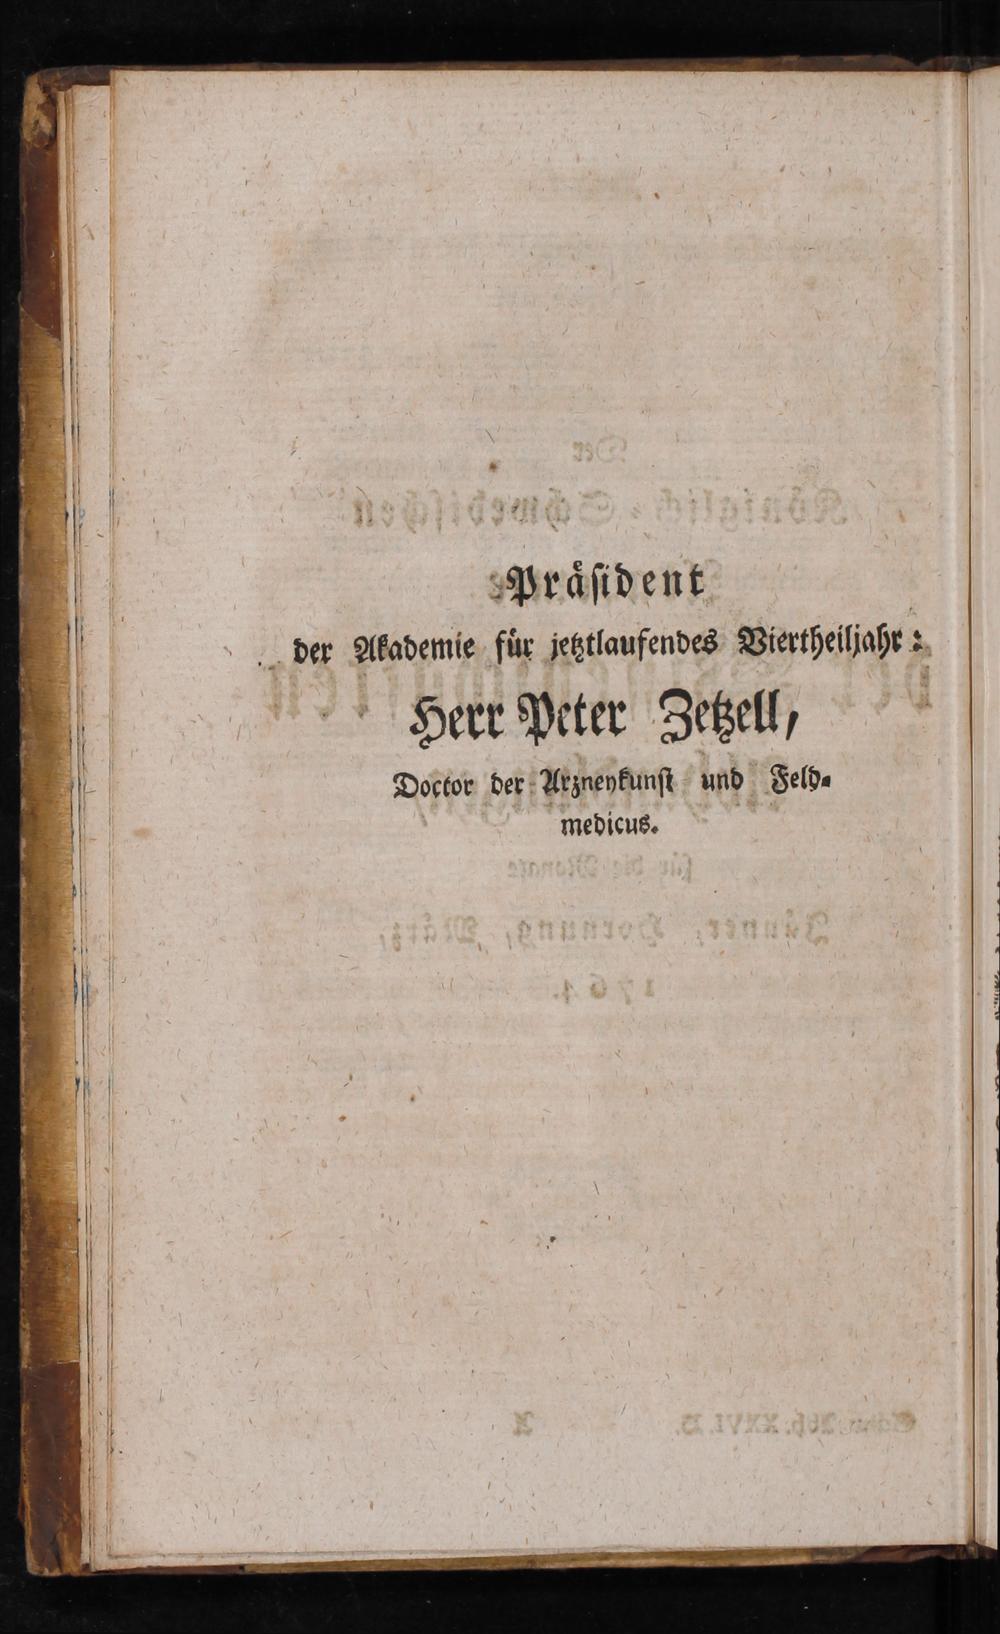 Präſident
der Akademie für jetztlaufendes Viertheiljahr:
Herr Peter Zetzell,
Doctor der Arzneykunſt und Feld-
medicus.